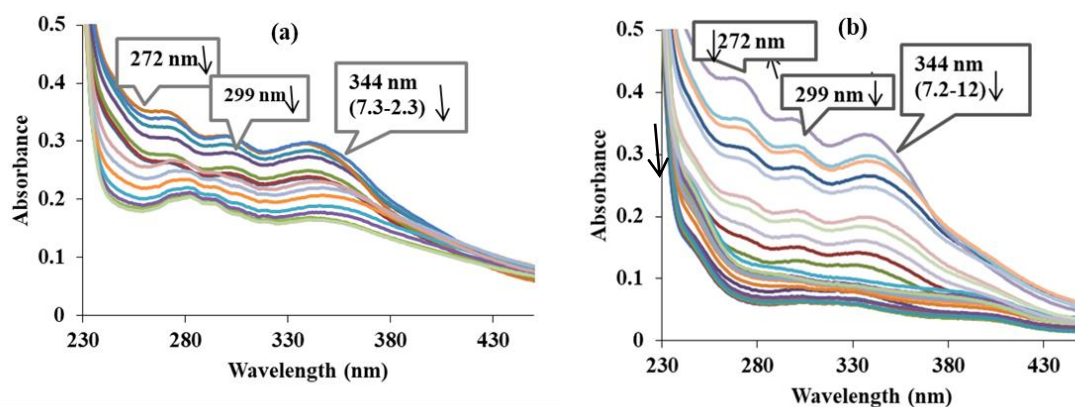 (a)
0.5
0.4
0.3
0.2
0.1
0
Absorbance
272 nm↓
299 nm↓
344 nm
(7.3-2.3) ↓
230 280 330 380 430
Wavelength (nm)
(b)
0.5
0.4
0.3
0.2
0.1
0
Absorbance
↓272 nm
299 nm ↓
344 nm
(7.2-12)↓
230 280 330 380 430
Wavelength (nm)